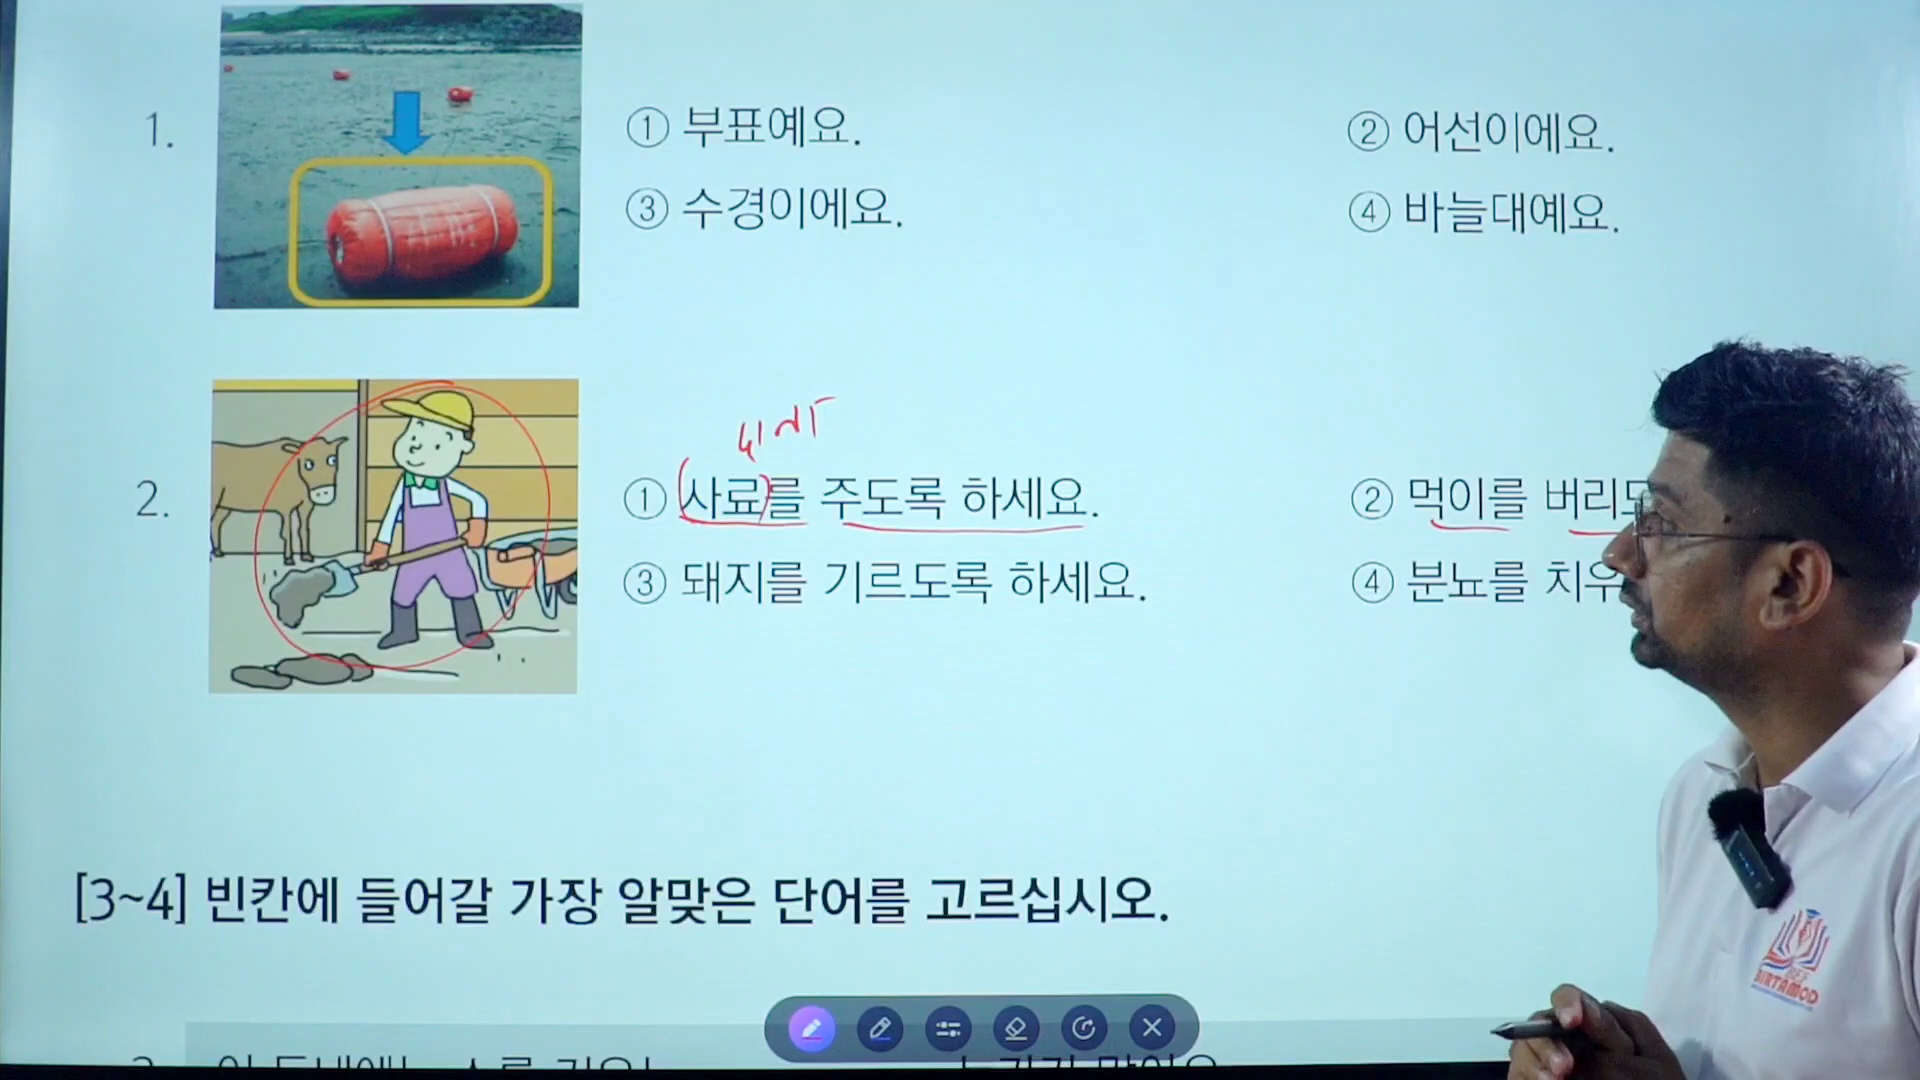 1.
① 부표예요.
② 어선이에요.
③ 수경이에요.
④ 바늘대예요.
दाना
2.
① 사료를 주도록 하세요.
② 먹이를 버리
③ 돼지를 기르도록 하세요.
④ 분뇨를 치우
[3~4] 빈칸에 들어갈 가장 알맞은 단어를 고르십시오.
BIRTAMOD